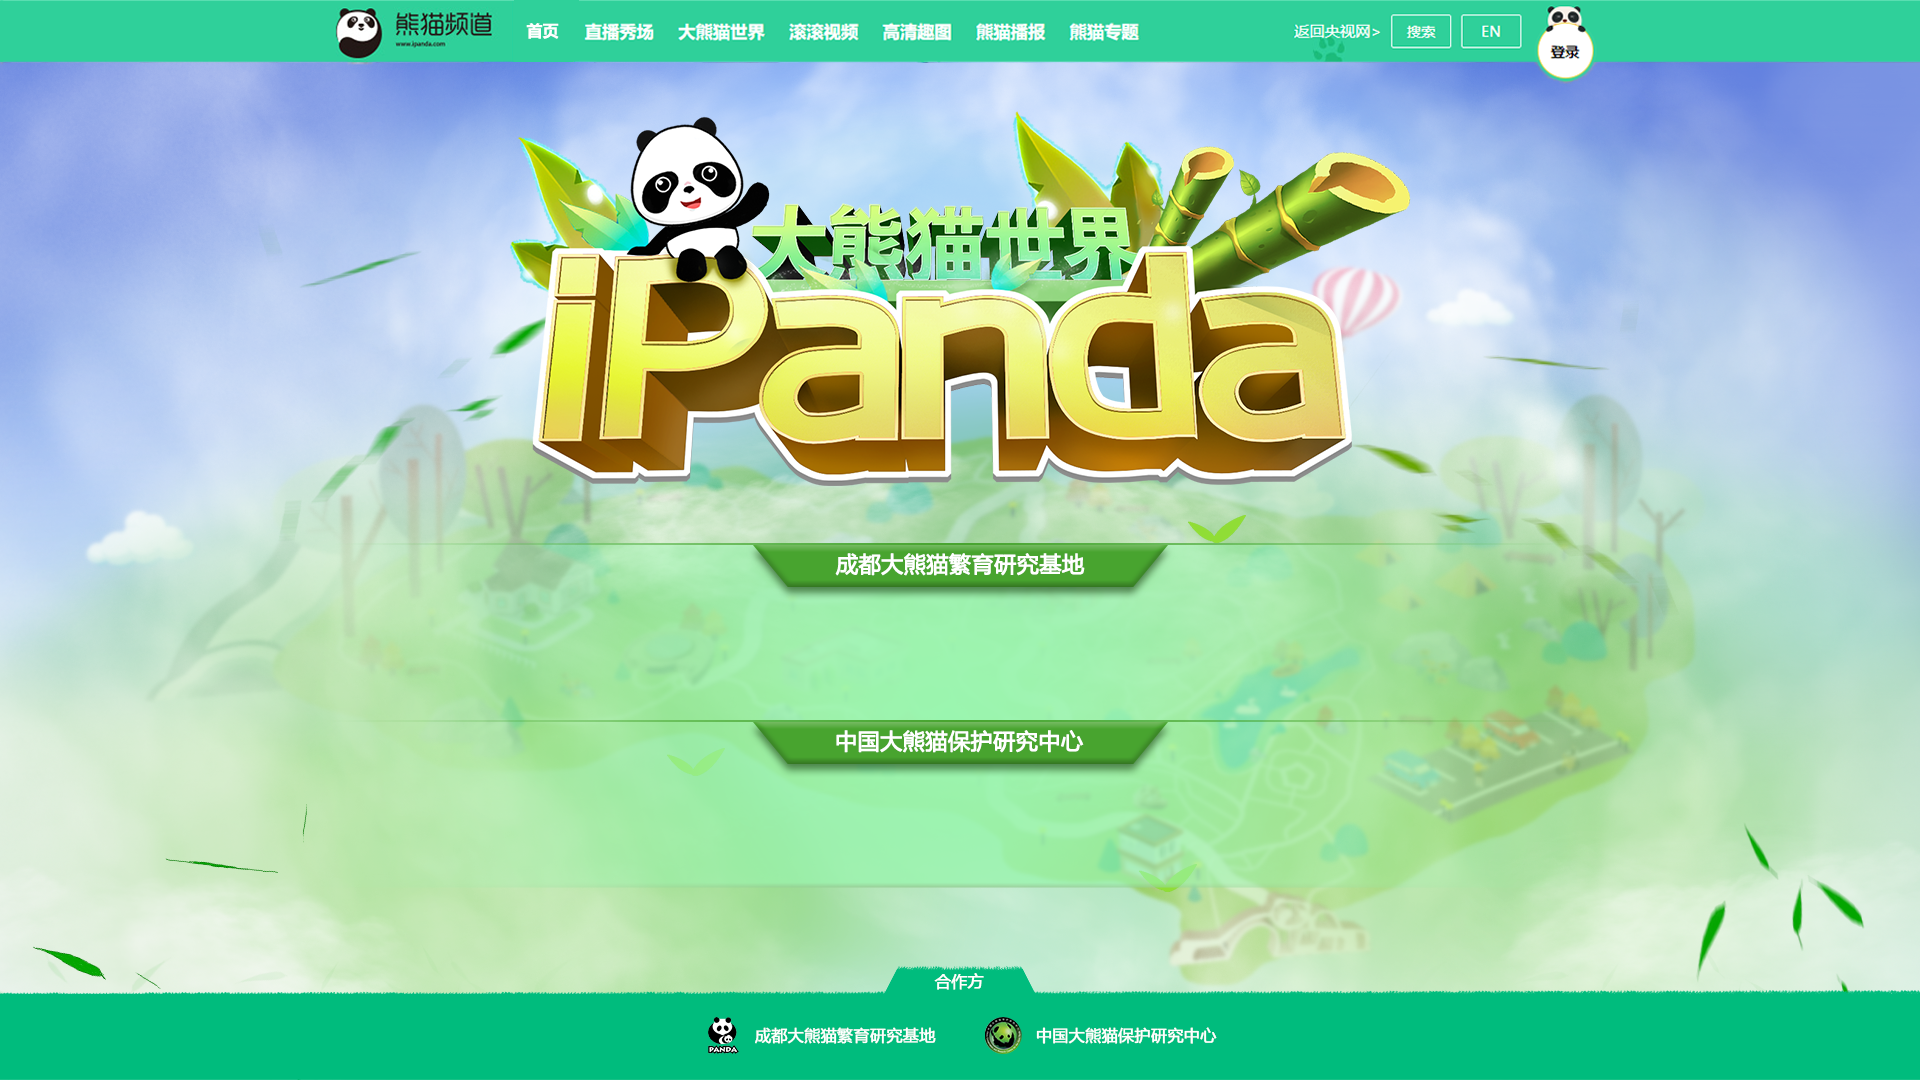 熊猫频道
www.ipanda.com
首页 直播秀场 大熊猫世界 滚滚视频 高清趣图 熊猫播报 熊猫专题
返回央视网>
搜索
EN
登录
大熊猫世界
iPanda
成都大熊猫繁育研究基地
中国大熊猫保护研究中心
合作方
PANDA
成都大熊猫繁育研究基地
中国大熊猫保护研究中心